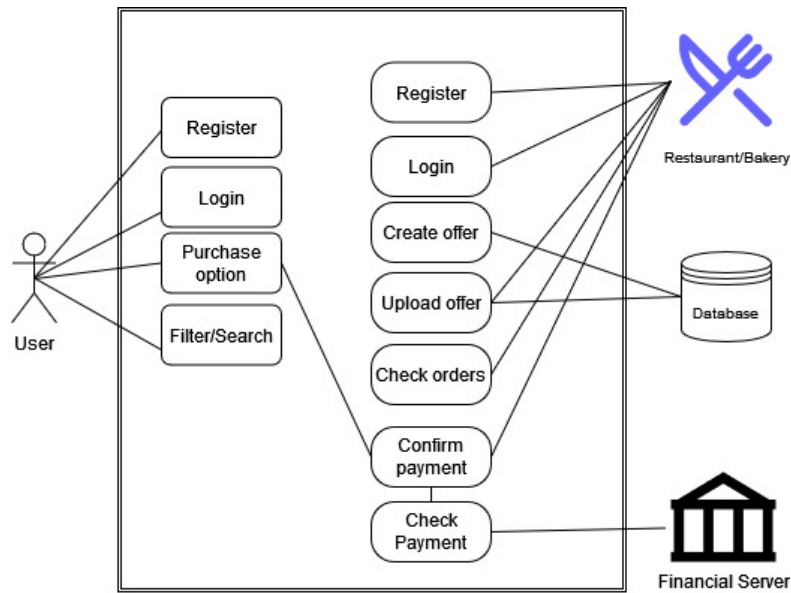 Register
Login
Purchase
option
Filter/Search
User
Register
Login
Create offer
Upload offer
Check orders
Confirm
payment
Check
Payment
Restaurant/Bakery
Database
Financial Server